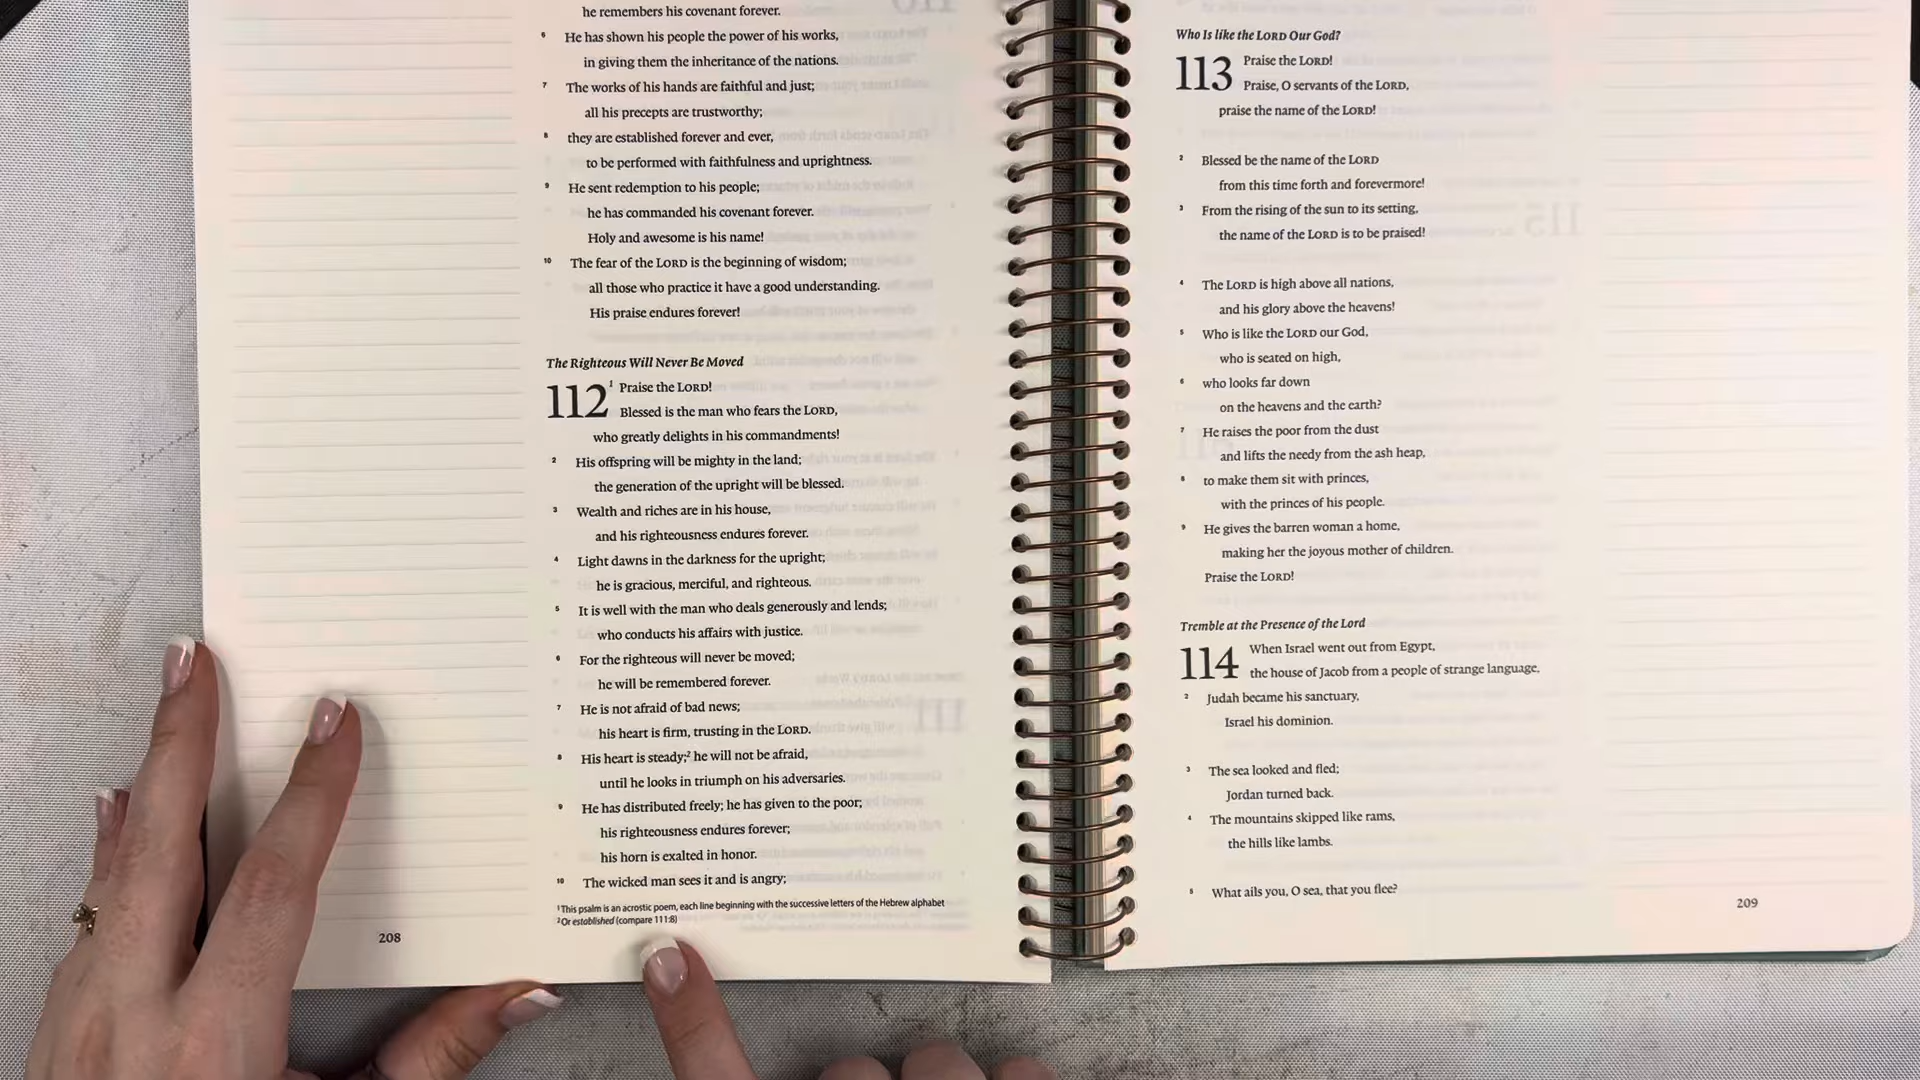 he remembers his covenant forever.
6 He has shown his people the power of his works,
in giving them the inheritance of the nations.
7 The works of his hands are faithful and just;
all his precepts are trustworthy;
8 they are established forever and ever,
to be performed with faithfulness and uprightness.
9 He sent redemption to his people;
he has commanded his covenant forever.
Holy and awesome is his name!
10 The fear of the LORD is the beginning of wisdom;
all those who practice it have a good understanding.
His praise endures forever!
The Righteous Will Never Be Moved
112 1 Praise the LORD!
Blessed is the man who fears the LORD,
who greatly delights in his commandments!
2 His offspring will be mighty in the land;
the generation of the upright will be blessed.
3 Wealth and riches are in his house,
and his righteousness endures forever.
4 Light dawns in the darkness for the upright;
he is gracious, merciful, and righteous.
5 It is well with the man who deals generously and lends;
who conducts his affairs with justice.
6 For the righteous will never be moved;
he will be remembered forever.
7 He is not afraid of bad news;
his heart is firm, trusting in the LORD.
8 His heart is steady;2 he will not be afraid,
until he looks in triumph on his adversaries.
9 He has distributed freely; he has given to the poor;
his righteousness endures forever;
his horn is exalted in honor.
10 The wicked man sees it and is angry;
1 This psalm is an acrostic poem, each line beginning with the successive letters of the Hebrew alphabet
2 Or established (compare 111:8)
208
Who Is like the LORD Our God?
113 Praise the LORD!
Praise, O servants of the LORD,
praise the name of the LORD!
2 Blessed be the name of the LORD
from this time forth and forevermore!
3 From the rising of the sun to its setting,
the name of the LORD is to be praised!
4 The LORD is high above all nations,
and his glory above the heavens!
5 Who is like the LORD our God,
who is seated on high,
6 who looks far down
on the heavens and the earth?
7 He raises the poor from the dust
and lifts the needy from the ash heap,
8 to make them sit with princes,
with the princes of his people.
9 He gives the barren woman a home,
making her the joyous mother of children.
Praise the LORD!
Tremble at the Presence of the Lord
114 When Israel went out from Egypt,
the house of Jacob from a people of strange language,
2 Judah became his sanctuary,
Israel his dominion.
3 The sea looked and fled;
Jordan turned back.
4 The mountains skipped like rams,
the hills like lambs.
5 What ails you, O sea, that you flee?
209